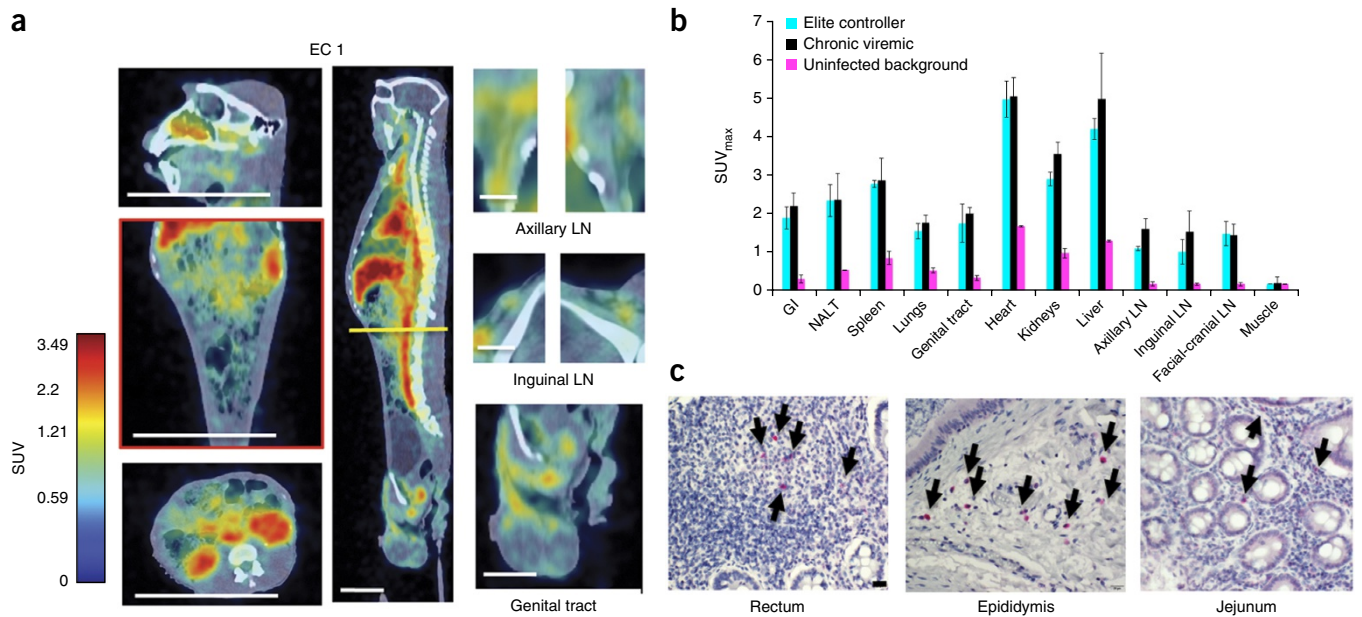 a
EC 1
Axillary LN
Inguinal LN
Genital tract
SUV
3.49
2.2
1.21
0.59
0
b
Elite controller
Chronic viremic
Uninfected background
SUVmax
7
6
5
4
3
2
1
0
GI
NALT
Spleen
Lungs
Genital tract
Heart
Kidneys
Liver
Axillary LN
Inguinal LN
Facial-cranial LN
Muscle
c
Rectum
Epididymis
Jejunum